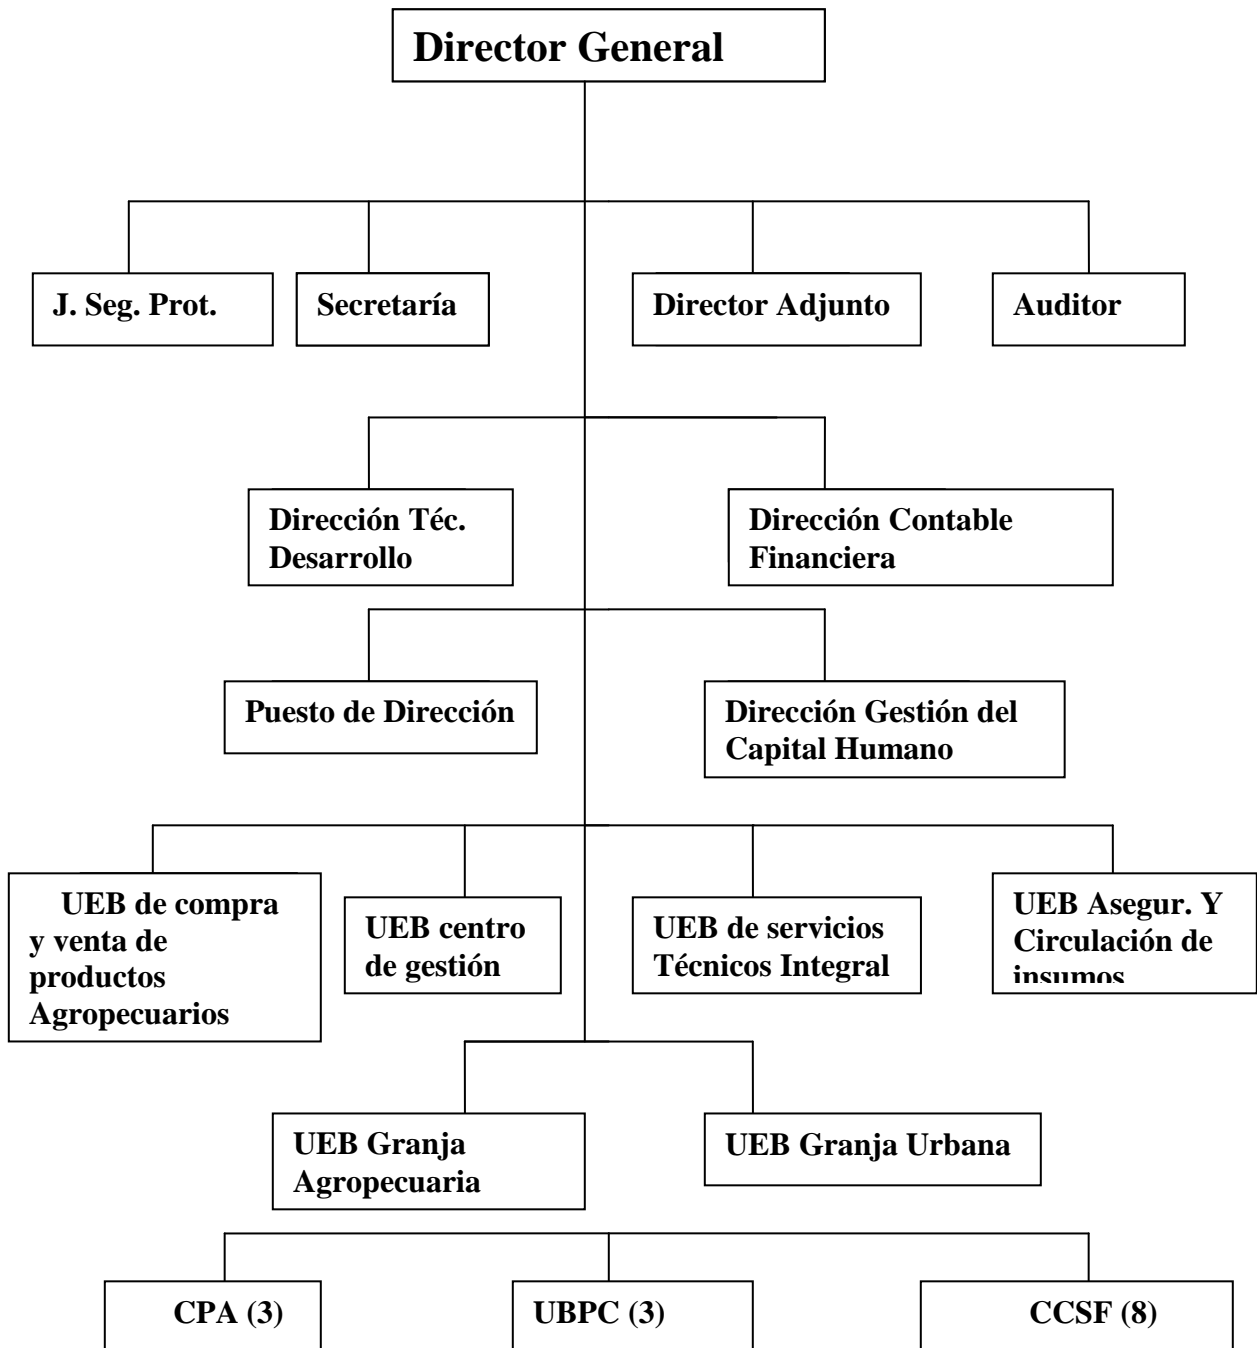 Director General
J. Seg. Prot.
Secretaría
Director Adjunto
Auditor
Dirección Téc.
Desarrollo
Dirección Contable
Financiera
Puesto de Dirección
Dirección Gestión del
Capital Humano
UEB de compra
y venta de
productos
Agropecuarios
UEB centro
de gestión
UEB de servicios
Técnicos Integral
UEB Asegur. Y
Circulación de
insumos
UEB Granja
Agropecuaria
UEB Granja Urbana
CPA (3)
UBPC (3)
CCSF (8)